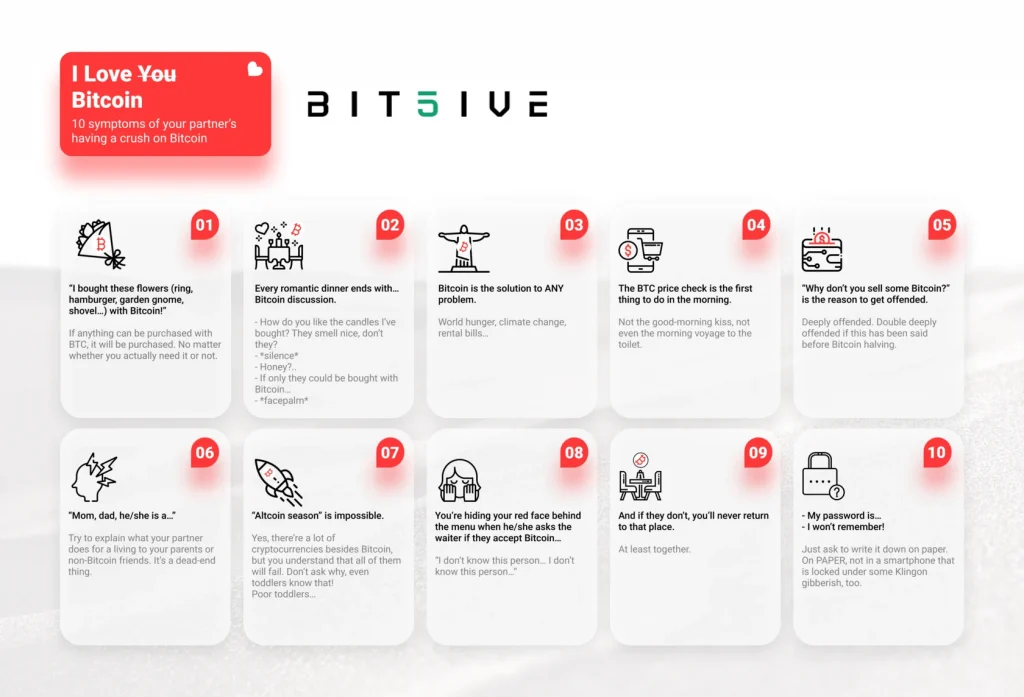 I Love You
Bitcoin
10 symptoms of your partner's
having a crush on Bitcoin
BIT5IVE
01
"I bought these flowers (ring,
hamburger, garden gnome,
shovel...) with Bitcoin!"
If anything can be purchased with
BTC, it will be purchased. No matter
whether you actually need it or not.
02
Every romantic dinner ends with...
Bitcoin discussion.
- How do you like the candles I've
bought? They smell nice, don't
they?
- *silence*
- Honey?..
- If only they could be bought with
Bitcoin...
- *facepalm*
03
Bitcoin is the solution to ANY
problem.
World hunger, climate change,
rental bills...
04
The BTC price check is the first
thing to do in the morning.
Not the good-morning kiss, not
even the morning voyage to the
toilet.
05
"Why don't you sell some Bitcoin?"
is the reason to get offended.
Deeply offended. Double deeply
offended if this has been said
before Bitcoin halving.
06
"Mom, dad, he/she is a..."
Try to explain what your partner
does for a living to your parents or
non-Bitcoin friends. It's a dead-end
thing.
07
"Altcoin season" is impossible.
Yes, there're a lot of
cryptocurrencies besides Bitcoin,
but you understand that all of them
will fail. Don't ask why, even
toddlers know that!
Poor toddlers...
08
You're hiding your red face behind
the menu when he/she asks the
waiter if they accept Bitcoin...
"I don't know this person... I don't
know this person..."
09
And if they don't, you'll never return
to that place.
At least together.
10
- My password is...
- I won't remember!
Just ask to write it down on paper.
On PAPER, not in a smartphone that
is locked under some Klingon
gibberish, too.